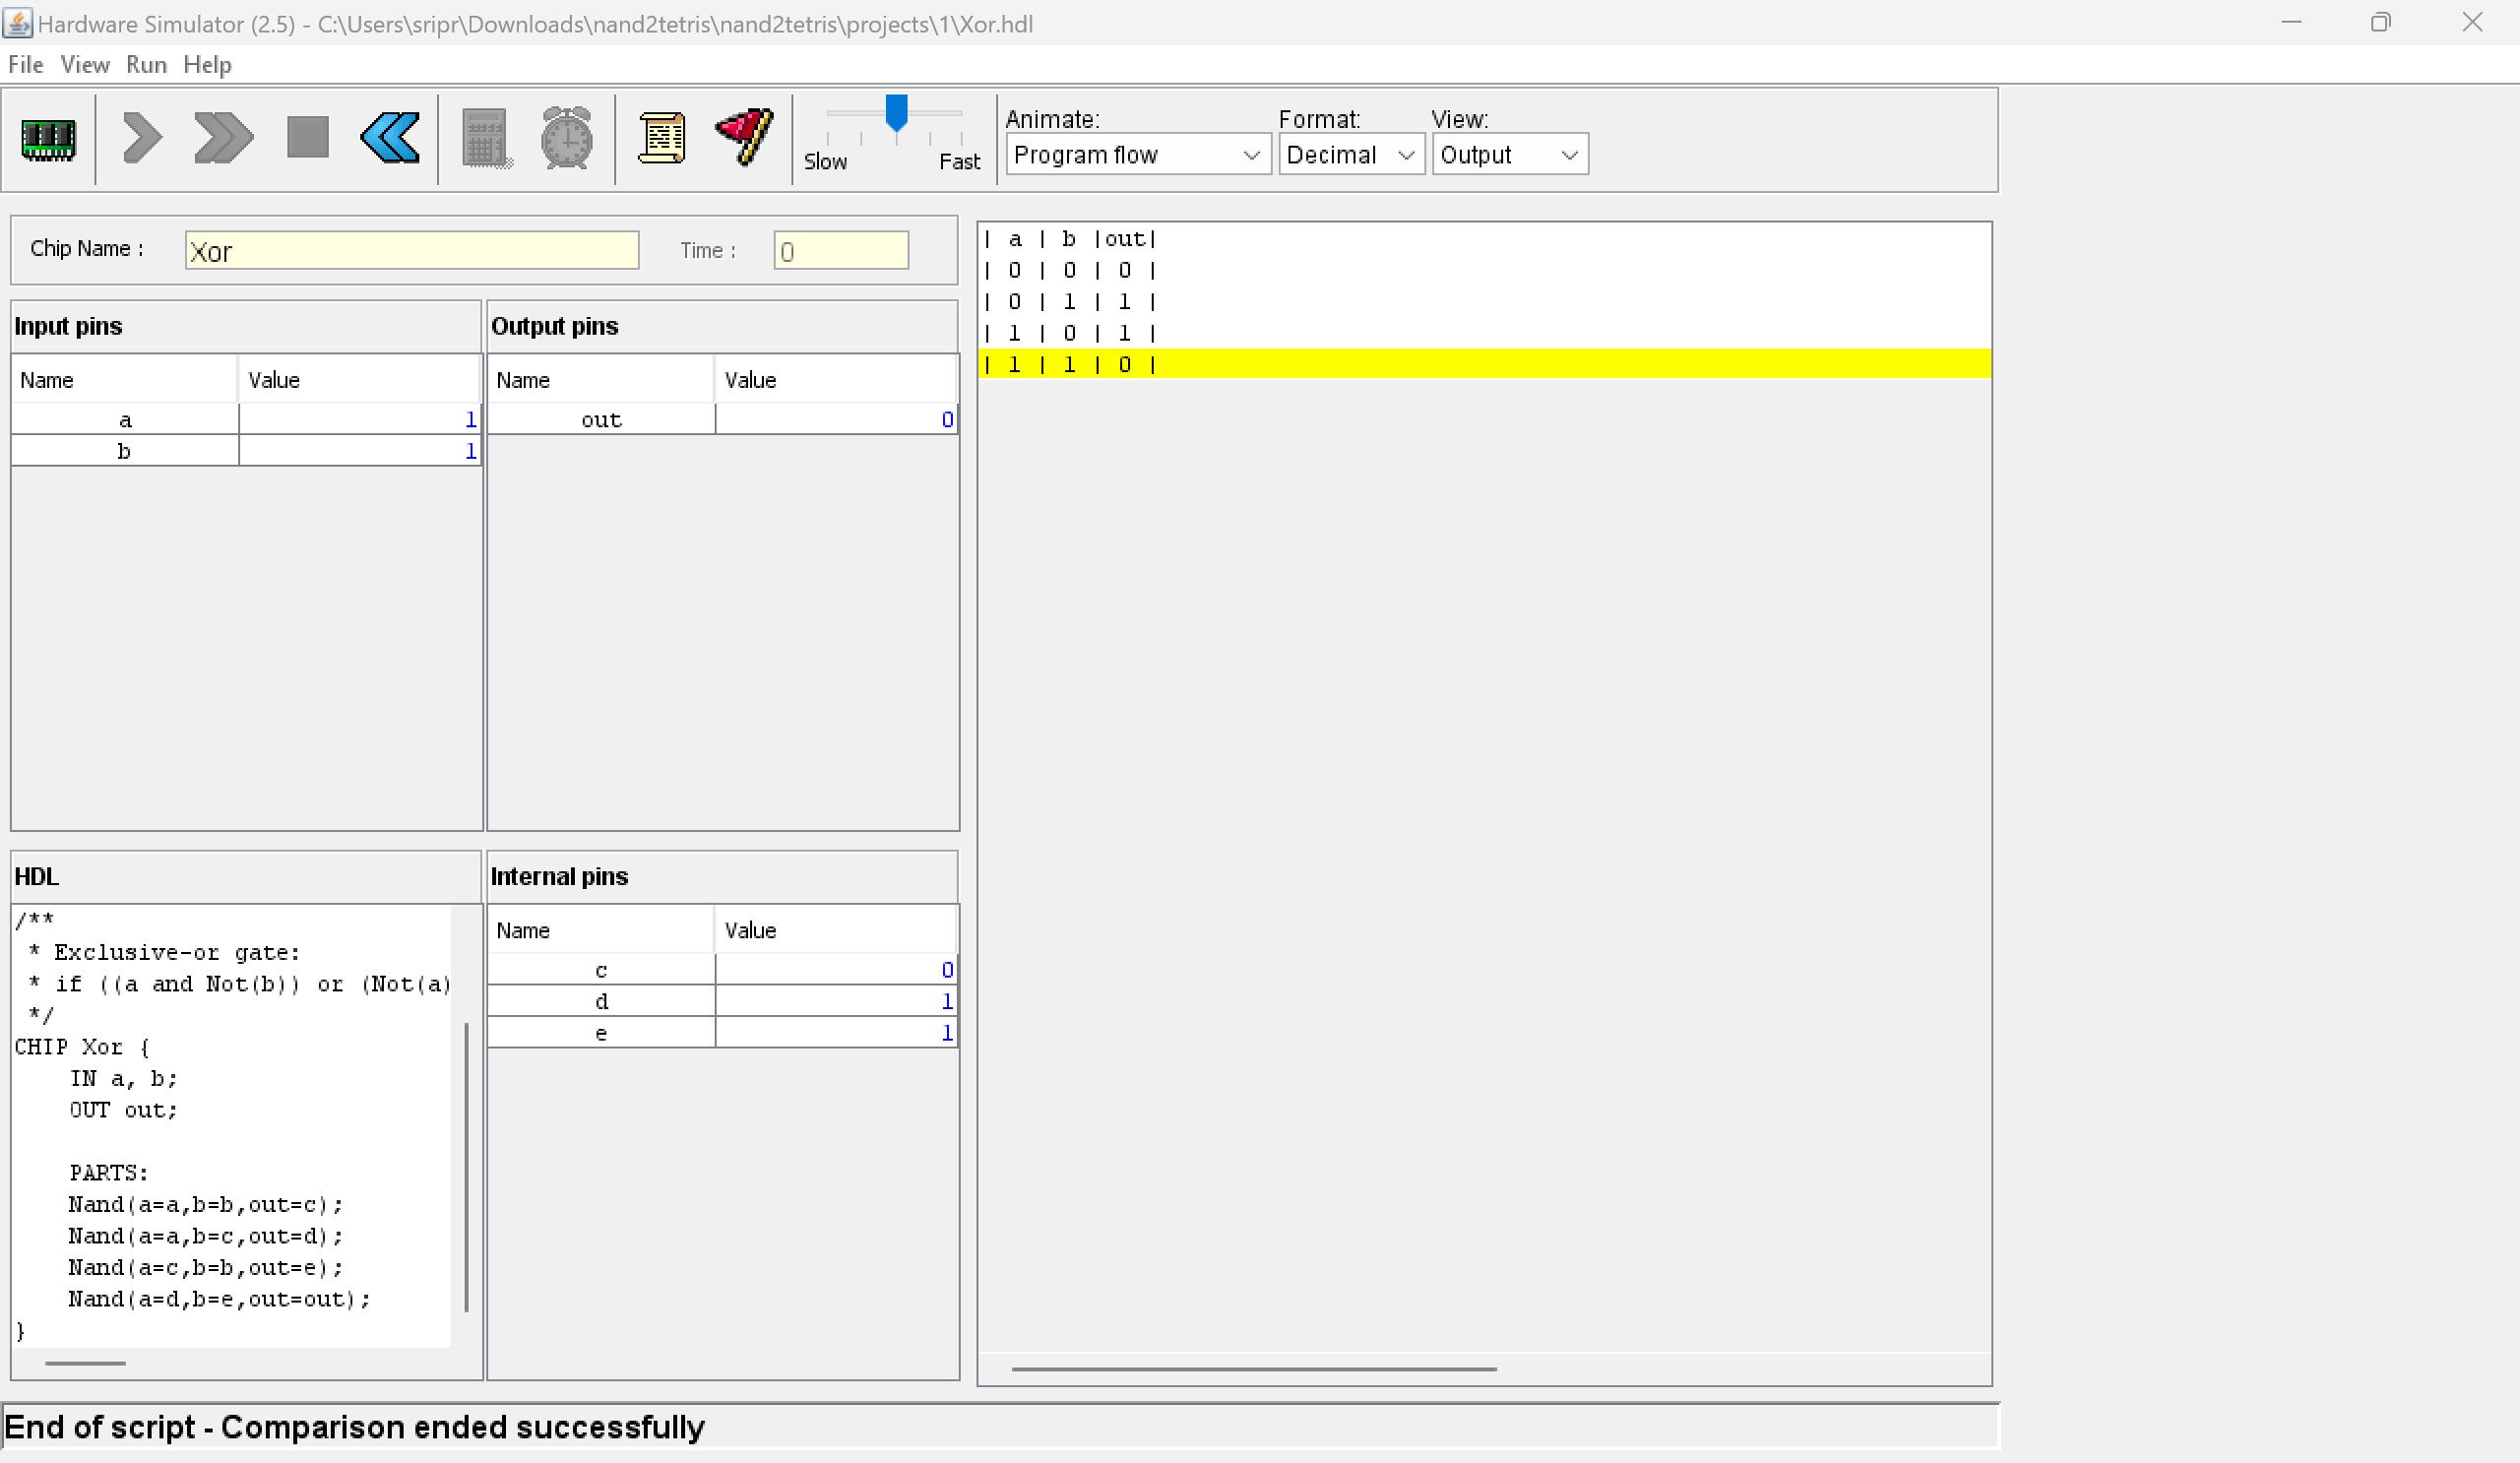 Hardware Simulator (2.5) - C:\Users\sripr\Downloads\nand2tetris\nand2tetris\projects\1\Xor.hdl
File View Run Help
Slow Fast
Animate: Format: View:
Program flow Decimal Output
Chip Name : Xor Time : 0
Input pins
Name Value
a 1
b 1
Output pins
Name Value
out 0
HDL
/**
 * Exclusive-or gate:
 * if ((a and Not(b)) or (Not(a)
 */
CHIP Xor {
    IN a, b;
    OUT out;
    PARTS:
    Nand(a=a,b=b,out=c);
    Nand(a=a,b=c,out=d);
    Nand(a=c,b=b,out=e);
    Nand(a=d,b=e,out=out);
}
Internal pins
Name Value
c 0
d 1
e 1
| a | b |out|
| 0 | 0 | 0 |
| 0 | 1 | 1 |
| 1 | 0 | 1 |
| 1 | 1 | 0 |
End of script - Comparison ended successfully